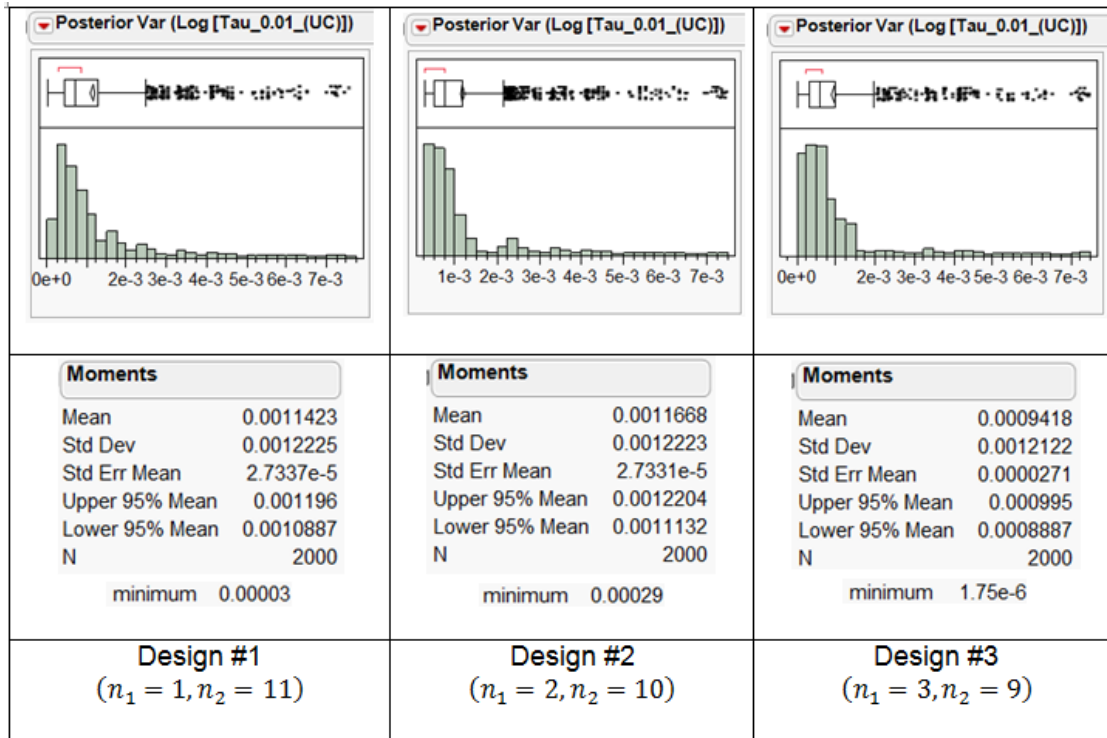 Posterior Var (Log [Tau_0.01_(UC)])
0e+0 2e-3 3e-3 4e-3 5e-3 6e-3 7e-3
Moments
Mean 0.0011423
Std Dev 0.0012225
Std Err Mean 2.7337e-5
Upper 95% Mean 0.001196
Lower 95% Mean 0.0010887
N 2000
minimum 0.00003
Design #1
(n₁ = 1, n₂ = 11)
Posterior Var (Log [Tau_0.01_(UC)])
1e-3 2e-3 3e-3 4e-3 5e-3 6e-3 7e-3
Moments
Mean 0.0011668
Std Dev 0.0012223
Std Err Mean 2.7331e-5
Upper 95% Mean 0.0012204
Lower 95% Mean 0.0011132
N 2000
minimum 0.00029
Design #2
(n₁ = 2, n₂ = 10)
Posterior Var (Log [Tau_0.01_(UC)])
0e+0 2e-3 3e-3 4e-3 5e-3 6e-3 7e-3
Moments
Mean 0.0009418
Std Dev 0.0012122
Std Err Mean 0.0000271
Upper 95% Mean 0.000995
Lower 95% Mean 0.0008887
N 2000
minimum 1.75e-6
Design #3
(n₁ = 3, n₂ = 9)